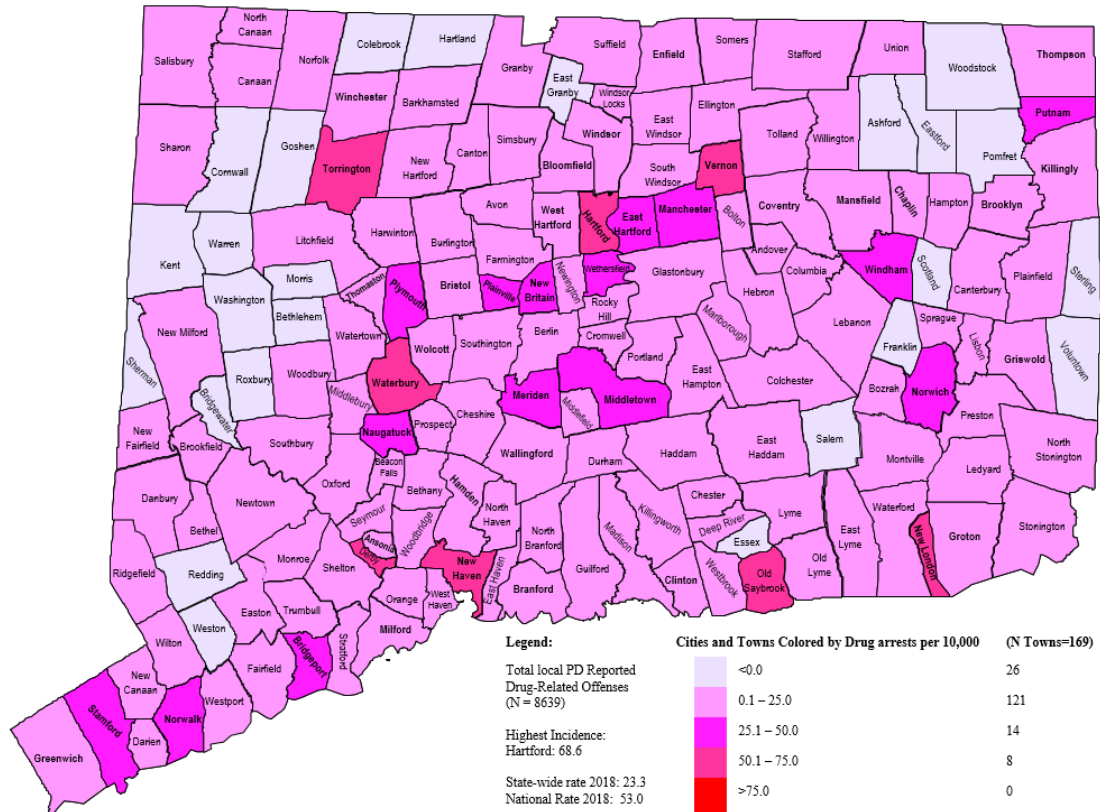 North
Canaan
Colebrook
Hartland
Suffield
Enfield
Somers
Stafford
Union
Woodstock
Thompson
Salisbury
Canaan
Norfolk
Granby
East
Granby
Windsor
Locks
Winchester
Barkhamsted
Putnam
Sharon
Cornwall
Goshen
Torrington
New
Hartford
Canton
Simsbury
Bloomfield
Windsor
East
Windsor
Ellington
Tolland
Willington
Ashford
Eastford
Pomfret
Killingly
South
Windsor
Vernon
Avon
West
Hartford
Hartford
East
Hartford
Manchester
Bolton
Coventry
Mansfield
Chaplin
Hampton
Brooklyn
Kent
Warren
Litchfield
Harwinton
Burlington
Farmington
Andover
Columbia
Windham
Scotland
Canterbury
Plainfield
Sterling
Morris
Washington
Bethlehem
Thomaston
Plymouth
Bristol
Plainville
New
Britain
Newington
Wethersfield
Rocky
Hill
Glastonbury
Hebron
Marlborough
Lebanon
Sprague
Franklin
Lisbon
Griswold
Voluntown
New Milford
Sherman
Bridgewater
Roxbury
Woodbury
Watertown
Middlebury
Waterbury
Wolcott
Southington
Berlin
Cromwell
Portland
East
Hampton
Colchester
Bozrah
Norwich
Preston
Meriden
Middlefield
Middletown
New
Fairfield
Brookfield
Southbury
Naugatuck
Prospect
Cheshire
Wallingford
Durham
Haddam
East
Haddam
Salem
Montville
Ledyard
North
Stonington
Danbury
Bethel
Newtown
Oxford
Beacon
Falls
Bethany
Hamden
North
Haven
Seymour
Woodbridge
Ansonia
Derby
North
Branford
Guilford
Madison
Killingworth
Chester
Deep River
Essex
Lyme
East
Lyme
Waterford
New London
Groton
Stonington
Ridgefield
Redding
Monroe
Shelton
New
Haven
East Haven
Branford
Clinton
Westbrook
Old
Saybrook
Old
Lyme
Orange
West
Haven
Milford
Weston
Easton
Trumbull
Stratford
Bridgeport
Fairfield
Wilton
New
Canaan
Westport
Norwalk
Darien
Stamford
Greenwich
Legend:
Cities and Towns Colored by Drug arrests per 10,000
(N Towns=169)
Total local PD Reported
Drug-Related Offenses
(N = 8639)
Highest Incidence:
Hartford: 68.6
State-wide rate 2018: 23.3
National Rate 2018: 53.0
<0.0 26
0.1 – 25.0 121
25.1 – 50.0 14
50.1 – 75.0 8
>75.0 0